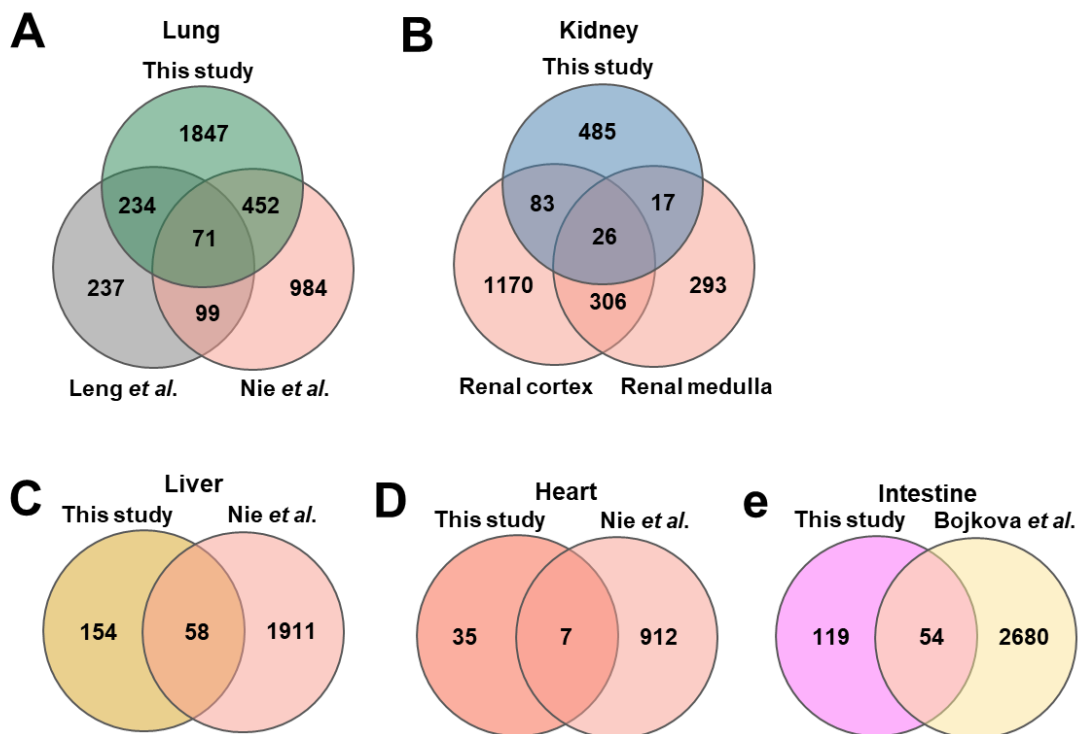 A
Lung
This study
1847
234
452
71
237
984
99
Leng et al.
Nie et al.
B
Kidney
This study
485
83
17
26
1170
293
306
Renal cortex
Renal medulla
C
Liver
This study
Nie et al.
154
58
1911
D
Heart
This study
Nie et al.
35
7
912
e
Intestine
This study
Bojkova et al.
119
54
2680